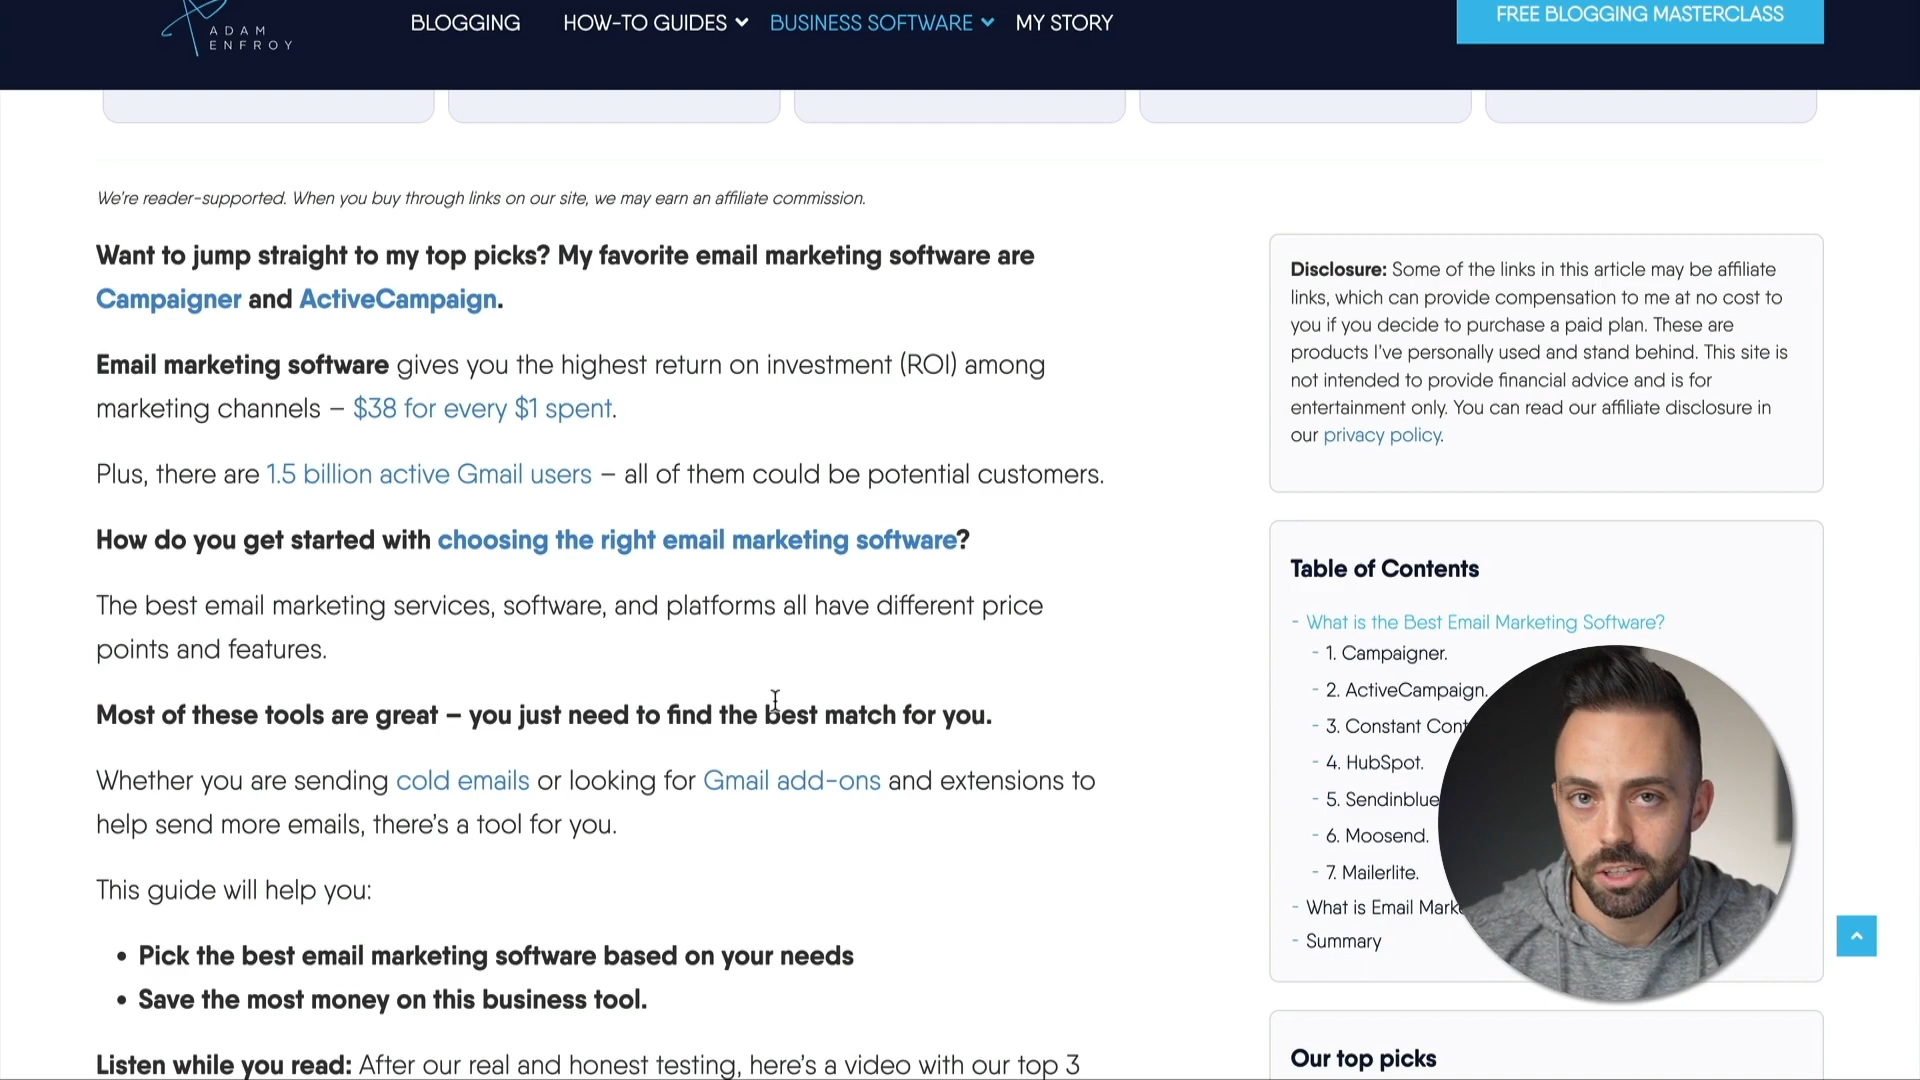 ADAM
ENFROY
BLOGGING
HOW-TO GUIDES
BUSINESS SOFTWARE
MY STORY
FREE BLOGGING MASTERCLASS
We're reader-supported. When you buy through links on our site, we may earn an affiliate commission.
Want to jump straight to my top picks? My favorite email marketing software are
Campaigner and ActiveCampaign.
Email marketing software gives you the highest return on investment (ROI) among
marketing channels – $38 for every $1 spent.
Plus, there are 1.5 billion active Gmail users – all of them could be potential customers.
How do you get started with choosing the right email marketing software?
The best email marketing services, software, and platforms all have different price
points and features.
Most of these tools are great – you just need to find the best match for you.
Whether you are sending cold emails or looking for Gmail add-ons and extensions to
help send more emails, there's a tool for you.
This guide will help you:
• Pick the best email marketing software based on your needs
• Save the most money on this business tool.
Listen while you read: After our real and honest testing, here's a video with our top 3
Disclosure: Some of the links in this article may be affiliate
links, which can provide compensation to me at no cost to
you if you decide to purchase a paid plan. These are
products I've personally used and stand behind. This site is
not intended to provide financial advice and is for
entertainment only. You can read our affiliate disclosure in
our privacy policy.
Table of Contents
- What is the Best Email Marketing Software?
- 1. Campaigner.
- 2. ActiveCampaign.
- 3. Constant
- 4. HubSpot.
- 5. Sendinblue
- 6. Moosend.
- 7. Mailerlite.
- What is Email
- Summary
Our top picks